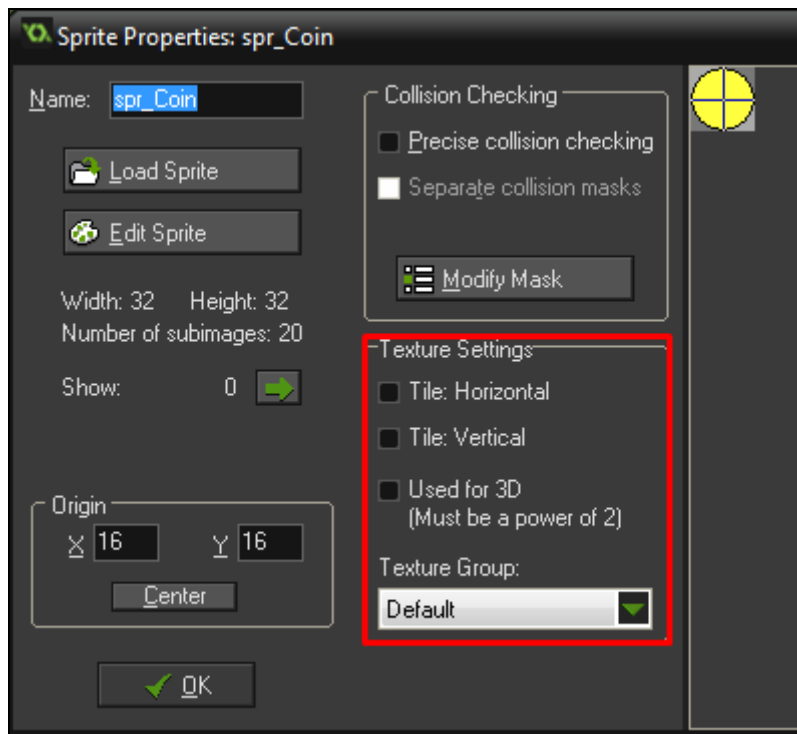 Sprite Properties: spr_Coin
Name: spr_Coin
Load Sprite
Edit Sprite
Width: 32 Height: 32
Number of subimages: 20
Show: 0
Origin
X 16 Y 16
Center
OK
Collision Checking
Precise collision checking
Separate collision masks
Modify Mask
Texture Settings
Tile: Horizontal
Tile: Vertical
Used for 3D
(Must be a power of 2)
Texture Group:
Default